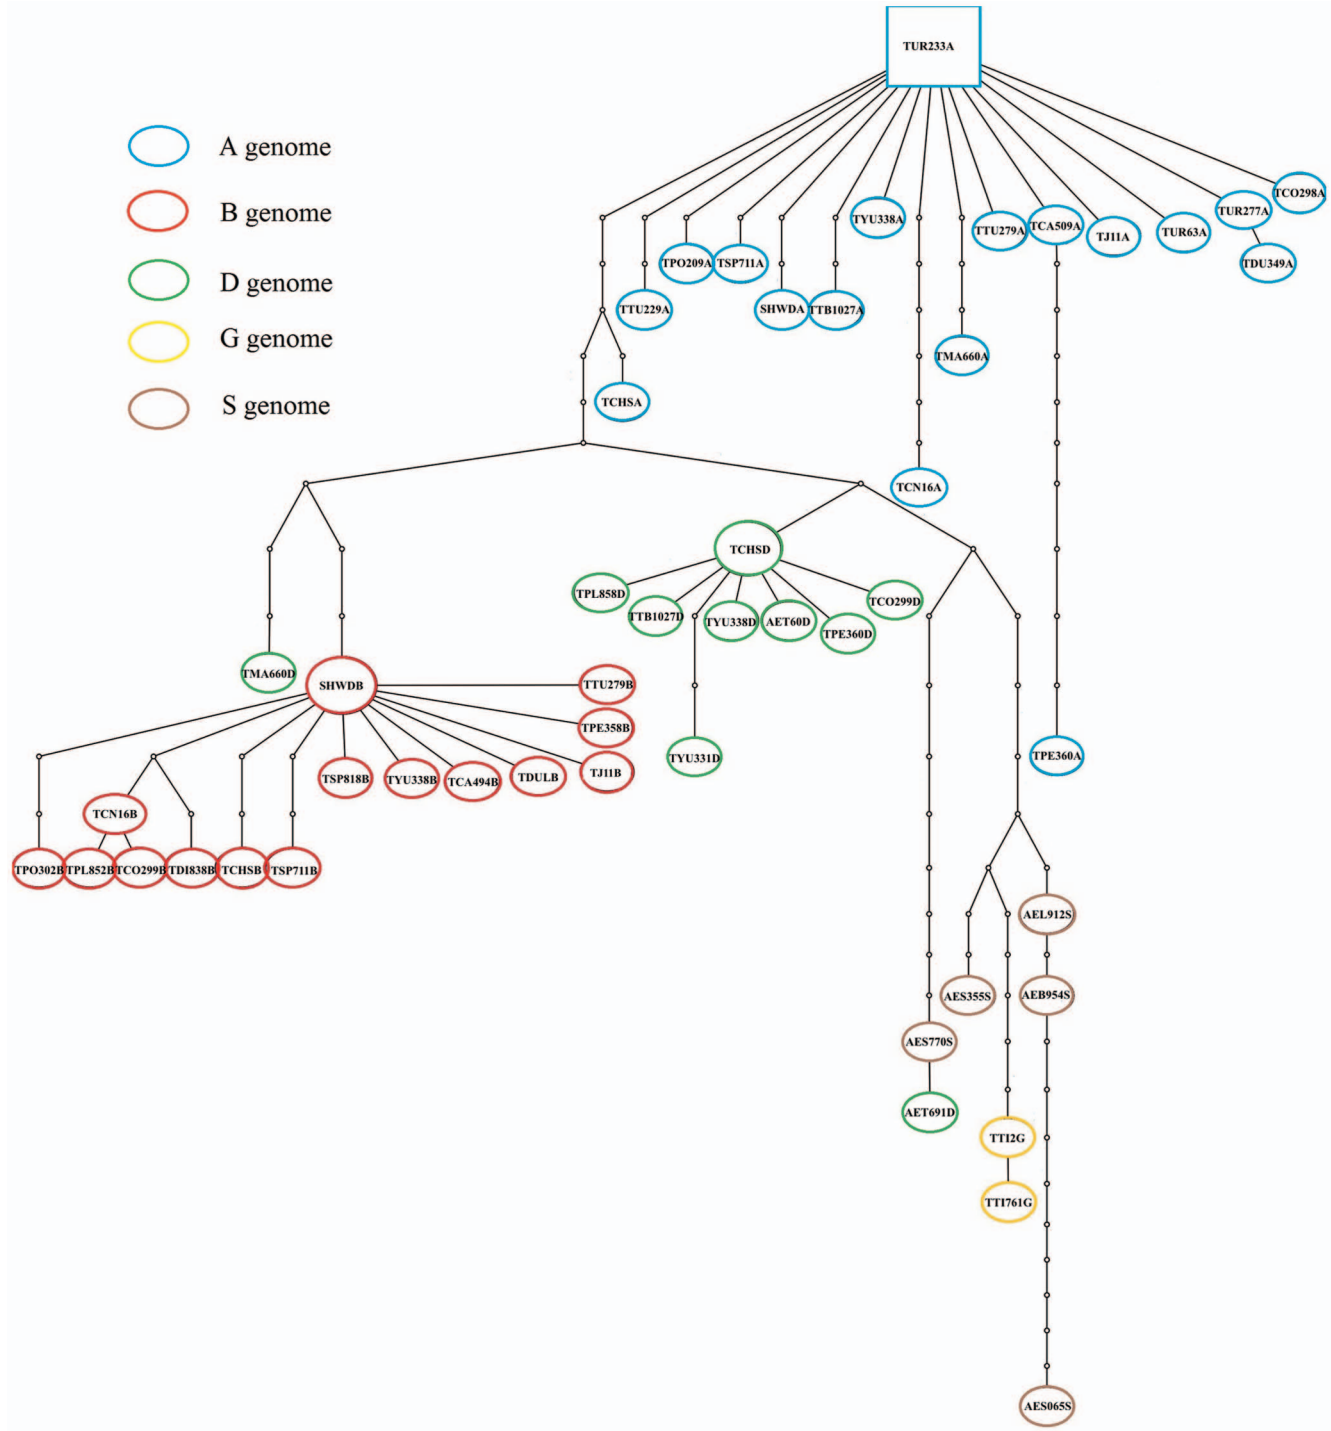 TUR233A
A genome
B genome
D genome
G genome
S genome
TCO298A
TUR277A
TYU338A
TTU279A
TCA509A
TJ11A
TUR63A
TPO209A
TSP711A
TDU349A
TTU229A
SHWDA
TTB1027A
TMA660A
TCHSA
TCN16A
TCHSD
TPL858D
TCO299D
TTB1027D
TYU338D
AET60D
TPE360D
TMA660D
SHWDB
TTU279B
TPE358B
TYU331D
TPE360A
TSP818B
TYU338B
TCA494B
TDULB
TJ11B
TCN16B
TPO302B
TPL852B
TCO299B
TDI838B
TCHSB
TSP711B
AEL912S
AES355S
AEB954S
AES770S
AET691D
TTI2G
TTI761G
AES065S